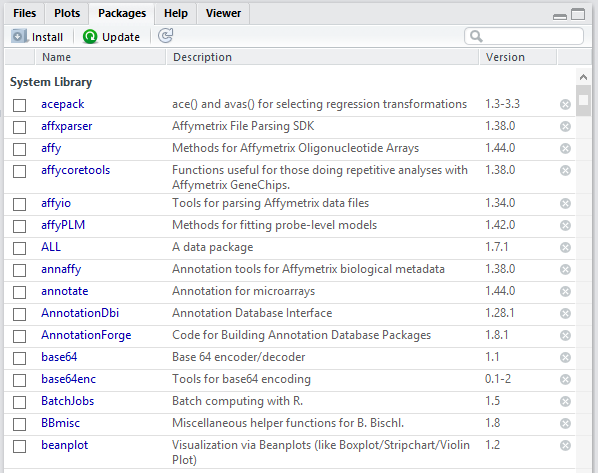 Files Plots Packages Help Viewer
Install Update
Name Description Version
System Library
acepack ace() and avas() for selecting regression transformations 1.3-3.3
affxparser Affymetrix File Parsing SDK 1.38.0
affy Methods for Affymetrix Oligonucleotide Arrays 1.44.0
affycoretools Functions useful for those doing repetitive analyses with 1.38.0
Affymetrix GeneChips.
affyio Tools for parsing Affymetrix data files 1.34.0
affyPLM Methods for fitting probe-level models 1.42.0
ALL A data package 1.7.1
annaffy Annotation tools for Affymetrix biological metadata 1.38.0
annotate Annotation for microarrays 1.44.0
AnnotationDbi Annotation Database Interface 1.28.1
AnnotationForge Code for Building Annotation Database Packages 1.8.1
base64 Base 64 encoder/decoder 1.1
base64enc Tools for base64 encoding 0.1-2
BatchJobs Batch computing with R. 1.5
BBmisc Miscellaneous helper functions for B. Bischl. 1.8
beanplot Visualization via Beanplots (like Boxplot/Stripchart/Violin 1.2
Plot)